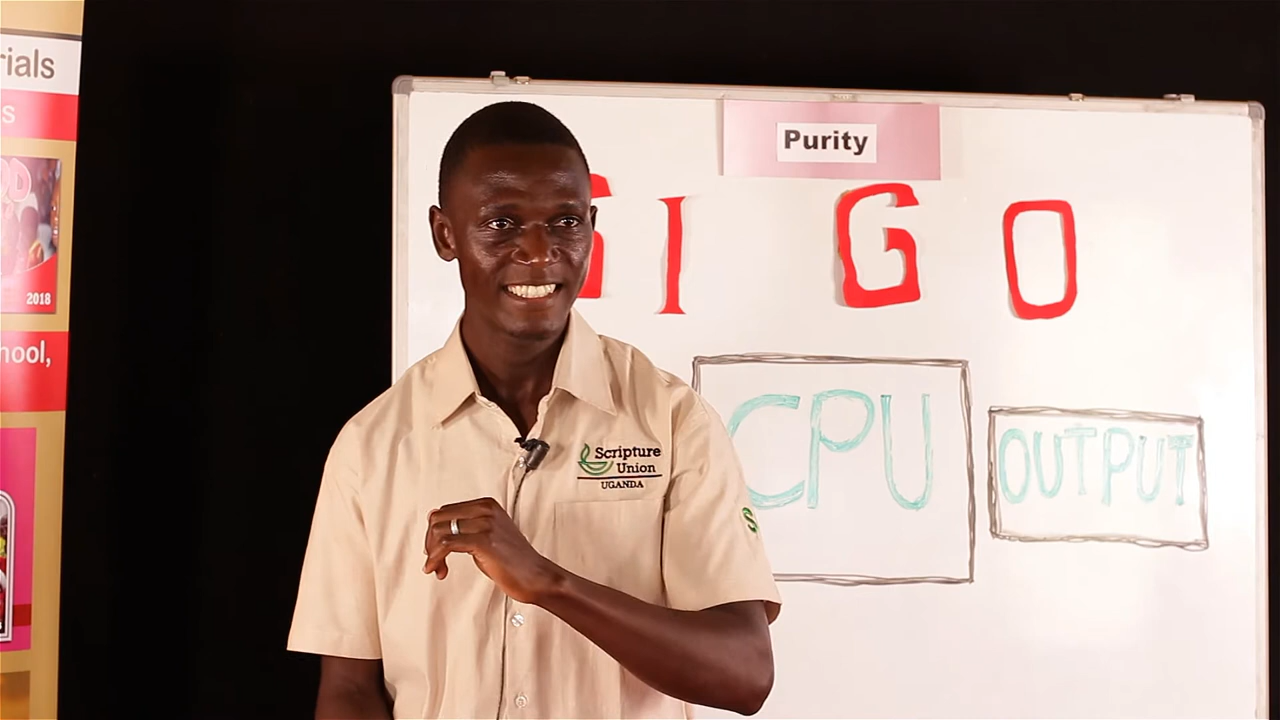 rials
s
2018
hool,
Purity
G I G O
CPU
OUTPUT
Scripture
Union
UGANDA
S